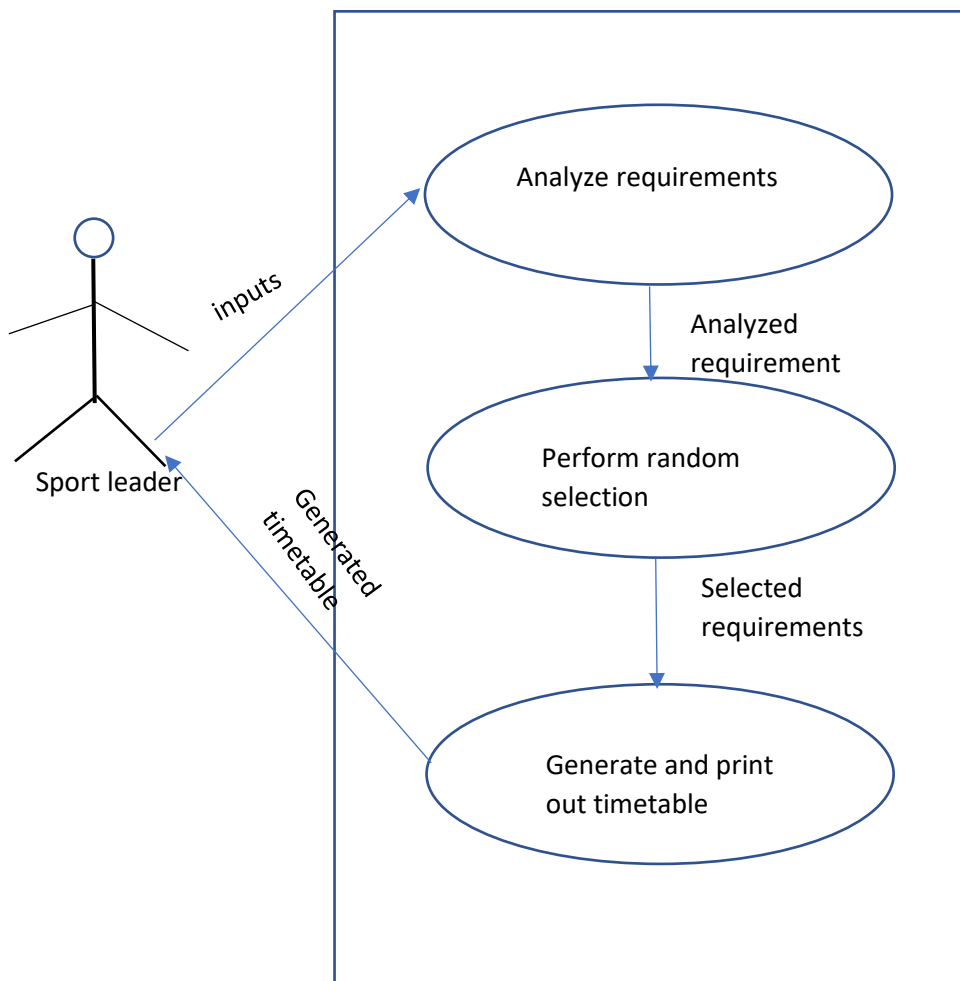 Analyze requirements
inputs
Analyzed
requirement
Perform random
selection
Sport leader
Generated
timetable
Selected
requirements
Generate and print
out timetable